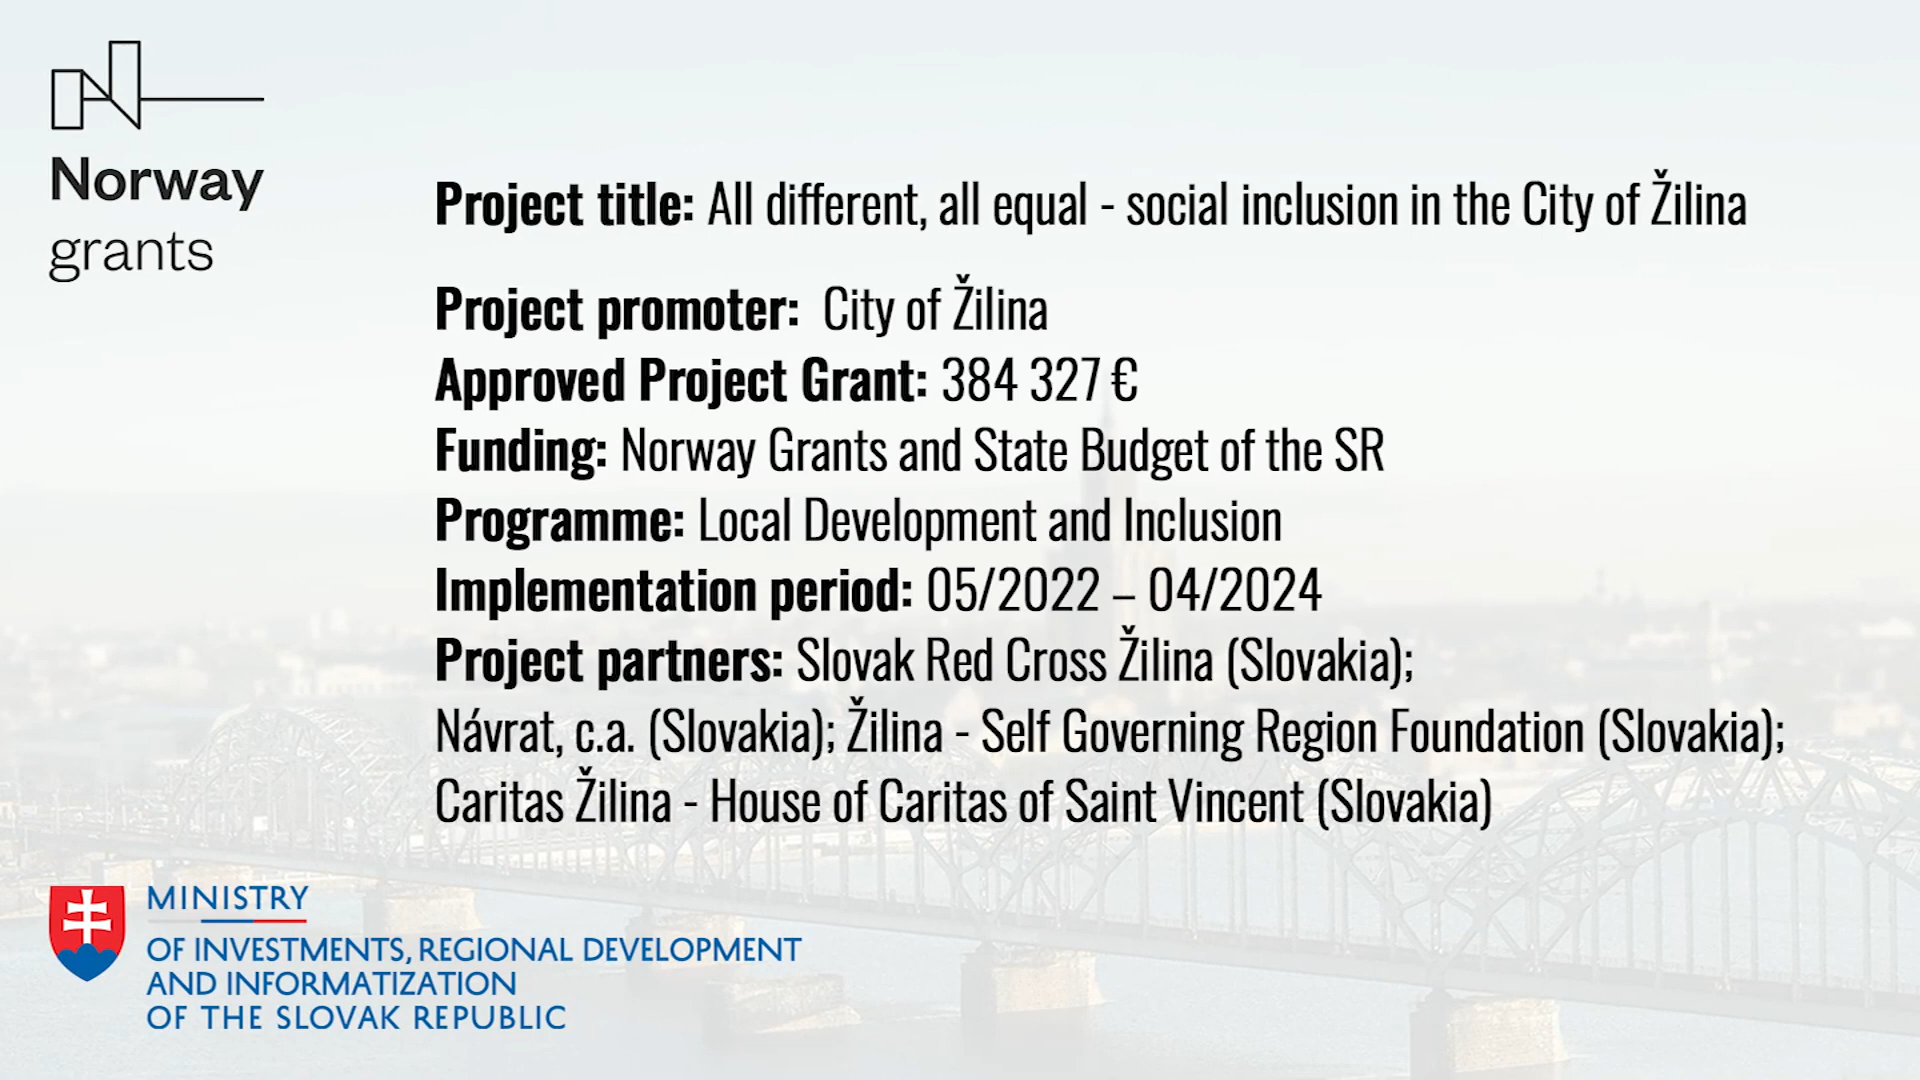 Norway
grants
Project title: All different, all equal - social inclusion in the City of Žilina
Project promoter: City of Žilina
Approved Project Grant: 384 327 €
Funding: Norway Grants and State Budget of the SR
Programme: Local Development and Inclusion
Implementation period: 05/2022 – 04/2024
Project partners: Slovak Red Cross Žilina (Slovakia);
Návrat, c.a. (Slovakia); Žilina - Self Governing Region Foundation (Slovakia);
Caritas Žilina - House of Caritas of Saint Vincent (Slovakia)
MINISTRY
OF INVESTMENTS, REGIONAL DEVELOPMENT
AND INFORMATIZATION
OF THE SLOVAK REPUBLIC